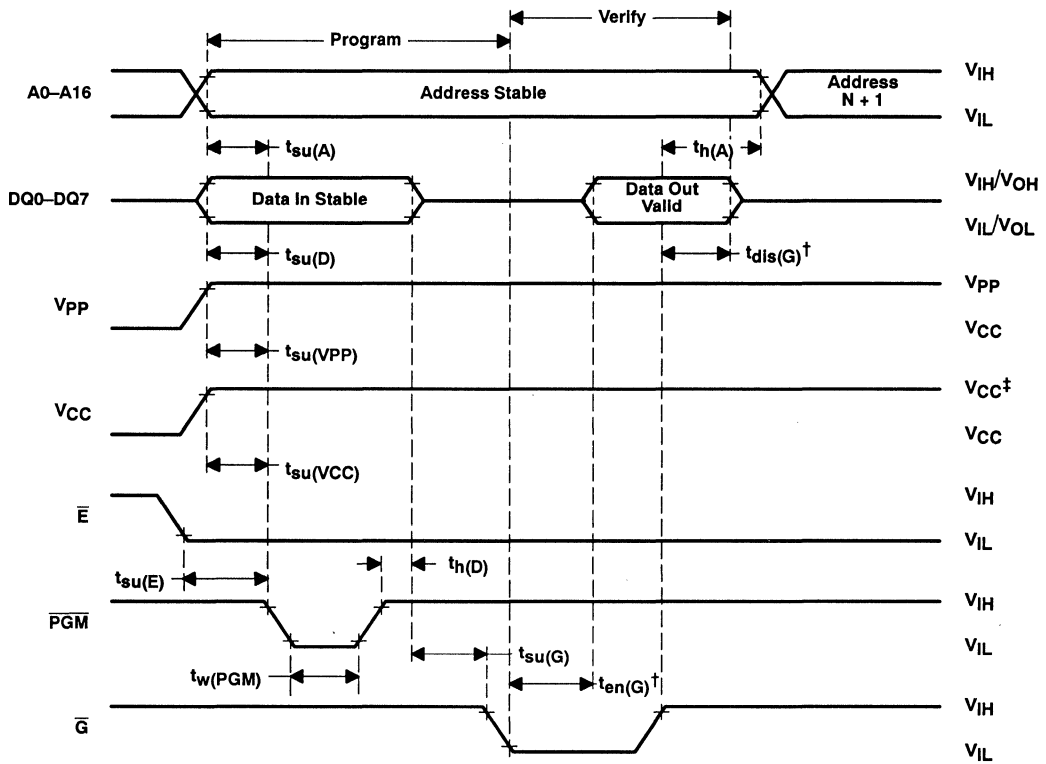 Verify
Program
A0–A16
Address Stable
Address
N + 1
VIH
VIL
tsu(A)
th(A)
DQ0–DQ7
Data In Stable
Data Out
Valid
VIH/VOH
VIL/VOL
tsu(D)
tdis(G)†
VPP
VPP
VCC
tsu(VPP)
VCC
VCC‡
VCC
tsu(VCC)
E̅
VIH
VIL
tsu(E)
th(D)
P̅G̅M̅
VIH
VIL
tsu(G)
tw(PGM)
ten(G)†
G̅
VIH
VIL